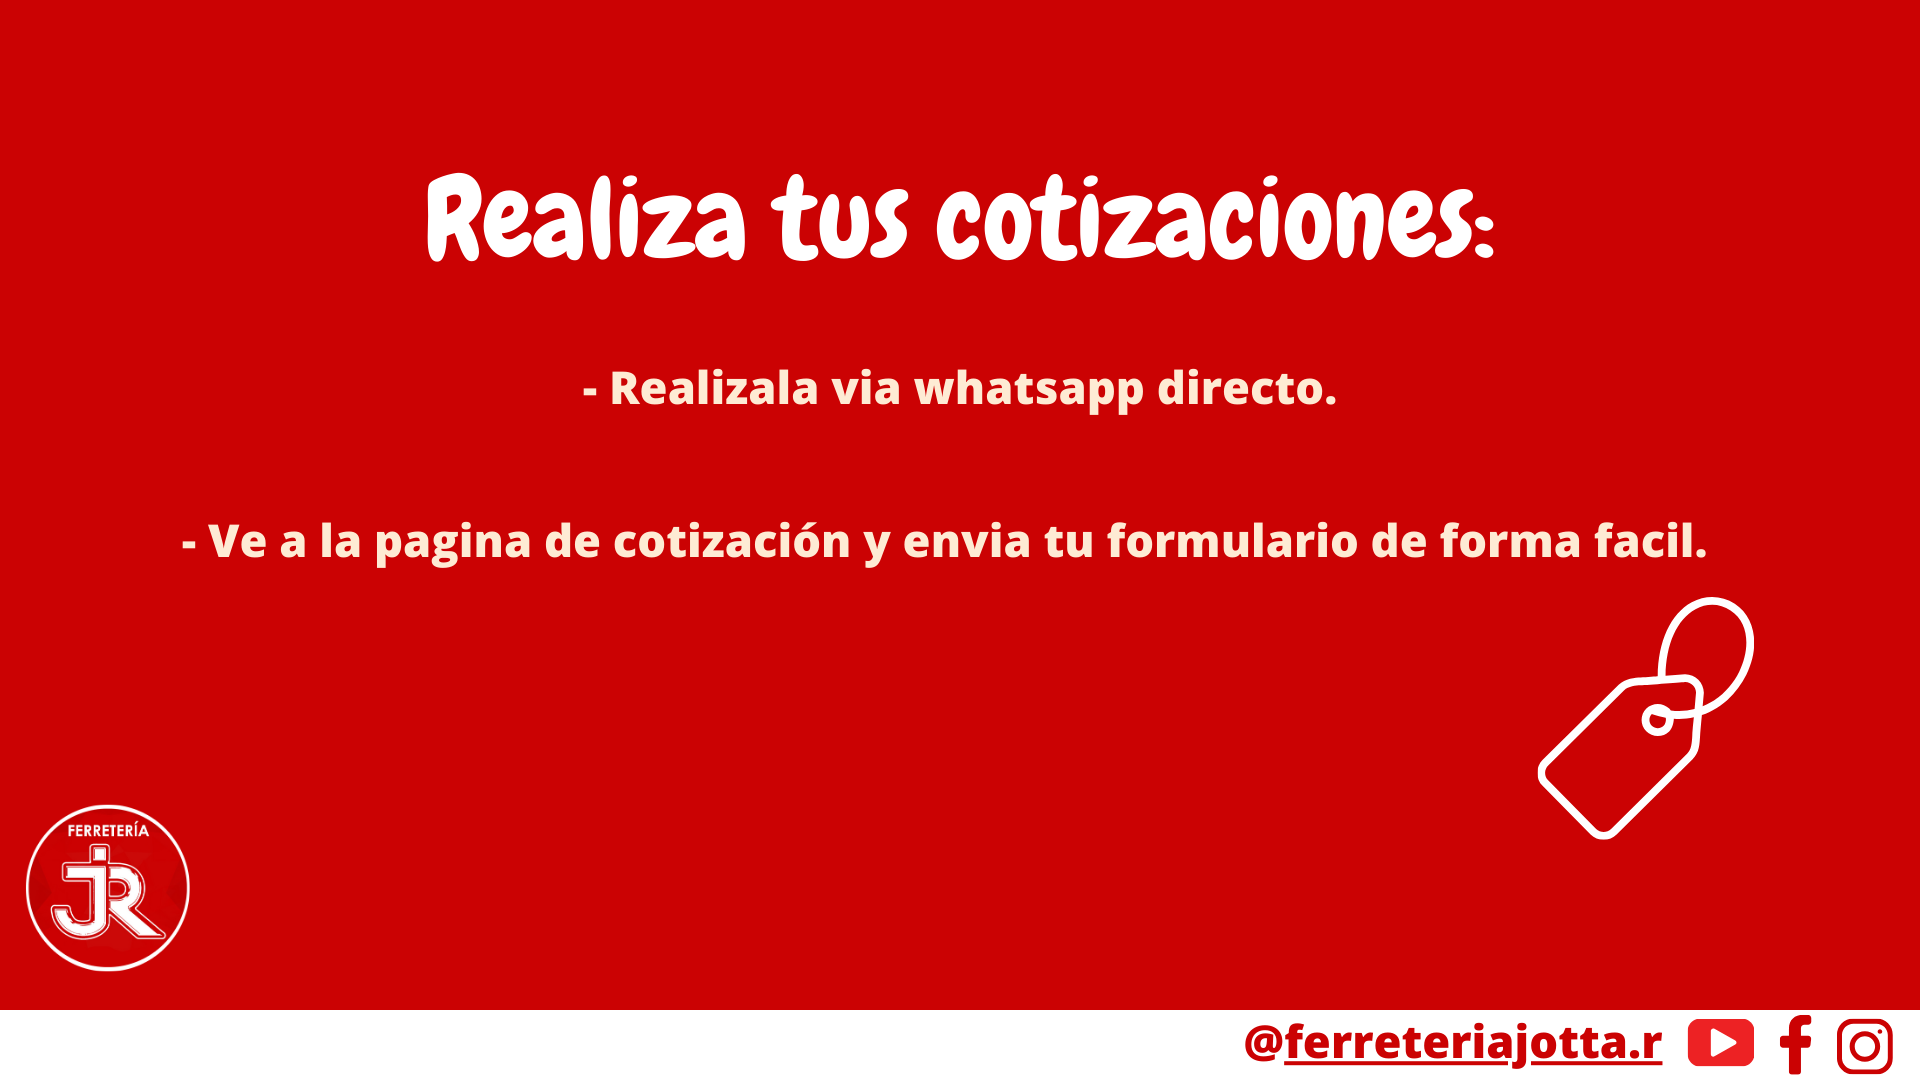 Realiza tus cotizaciones:
- Realizala via whatsapp directo.
- Ve a la pagina de cotización y envia tu formulario de forma facil.
FERRETERÍA
JR
@ferreteriajotta.r